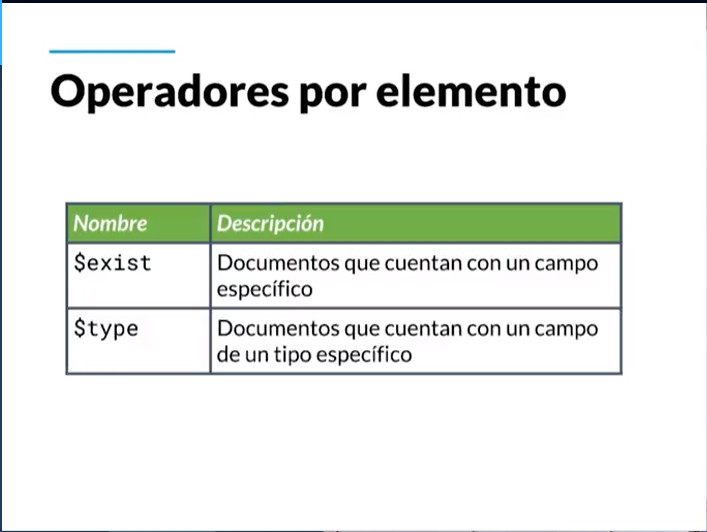 Operadores por elemento
Nombre Descripción
$exist Documentos que cuentan con un campo
específico
$type Documentos que cuentan con un campo
de un tipo específico